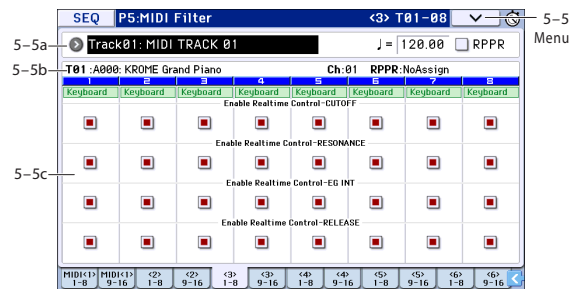 SEQ P5:MIDI Filter <3> T01-08
5-5
Menu
5-5a
Track01: MIDI TRACK 01 ♩= 120.00 RPPR
5-5b
T01 :A000: KROME Grand Piano Ch:01 RPPR:NoAssign
1 2 3 4 5 6 7 8
Keyboard Keyboard Keyboard Keyboard Keyboard Keyboard Keyboard Keyboard
Enable Realtime Control-CUTOFF
Enable Realtime Control-RESONANCE
5-5c
Enable Realtime Control-EG INT
Enable Realtime Control-RELEASE
MIDI<1> MIDI<1> <2> <2> <3> <3> <4> <4> <5> <5> <6> <6>
1-8 9-16 1-8 9-16 1-8 9-16 1-8 9-16 1-8 9-16 1-8 9-16